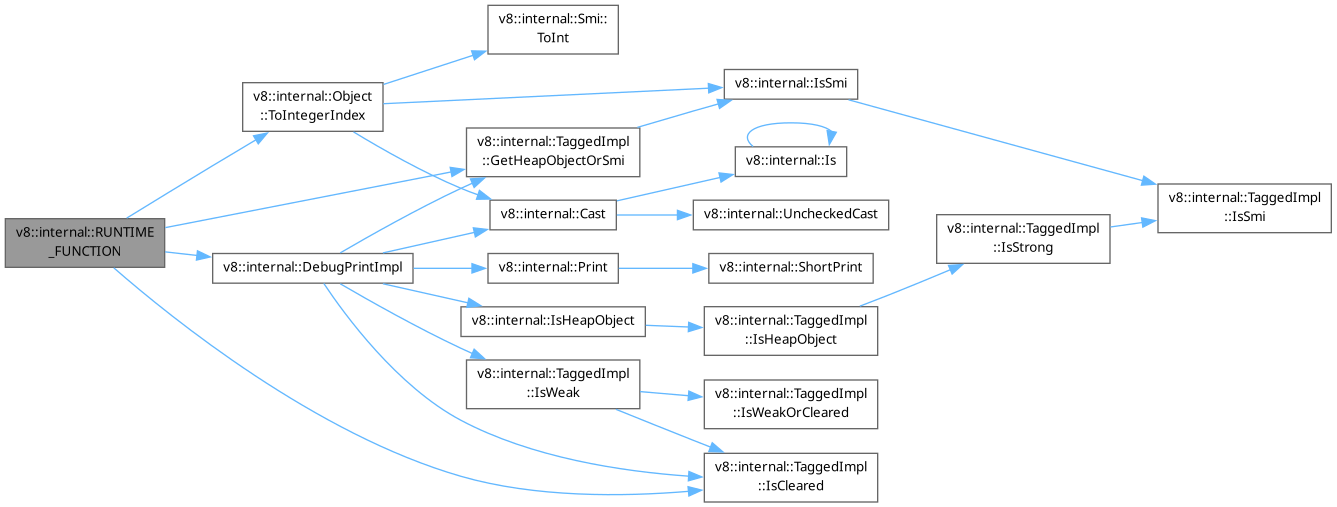 v8::internal::RUNTIME
_FUNCTION
v8::internal::Object
::ToIntegerIndex
v8::internal::DebugPrintImpl
v8::internal::Smi::
ToInt
v8::internal::TaggedImpl
::GetHeapObjectOrSmi
v8::internal::Cast
v8::internal::Print
v8::internal::IsHeapObject
v8::internal::TaggedImpl
::IsWeak
v8::internal::IsSmi
v8::internal::Is
v8::internal::UncheckedCast
v8::internal::ShortPrint
v8::internal::TaggedImpl
::IsHeapObject
v8::internal::TaggedImpl
::IsWeakOrCleared
v8::internal::TaggedImpl
::IsCleared
v8::internal::TaggedImpl
::IsStrong
v8::internal::TaggedImpl
::IsSmi